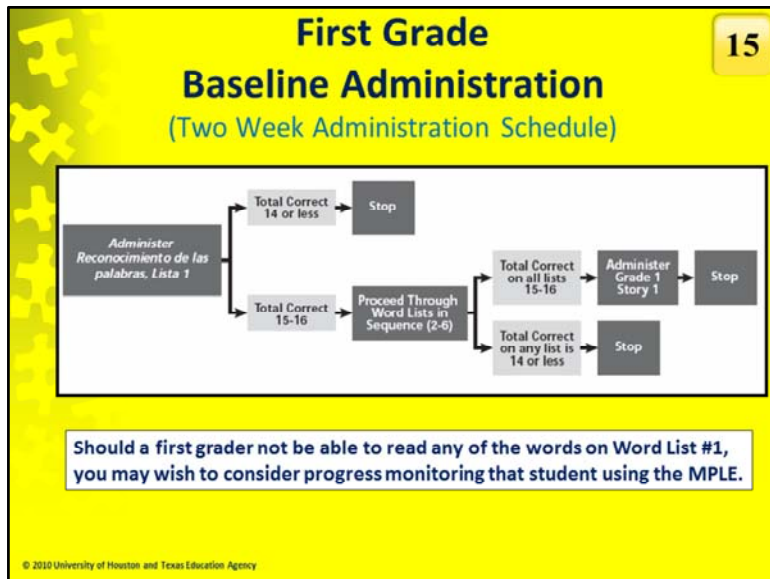 First Grade
Baseline Administration
(Two Week Administration Schedule)
15
Administer
Reconocimiento de las
palabras, Lista 1
Total Correct
14 or less
Stop
Total Correct
15-16
Proceed Through
Word Lists in
Sequence (2-6)
Total Correct
on all lists
15-16
Administer
Grade 1
Story 1
Stop
Total Correct
on any list is
14 or less
Stop
Should a first grader not be able to read any of the words on Word List #1,
you may wish to consider progress monitoring that student using the MPLE.
© 2010 University of Houston and Texas Education Agency